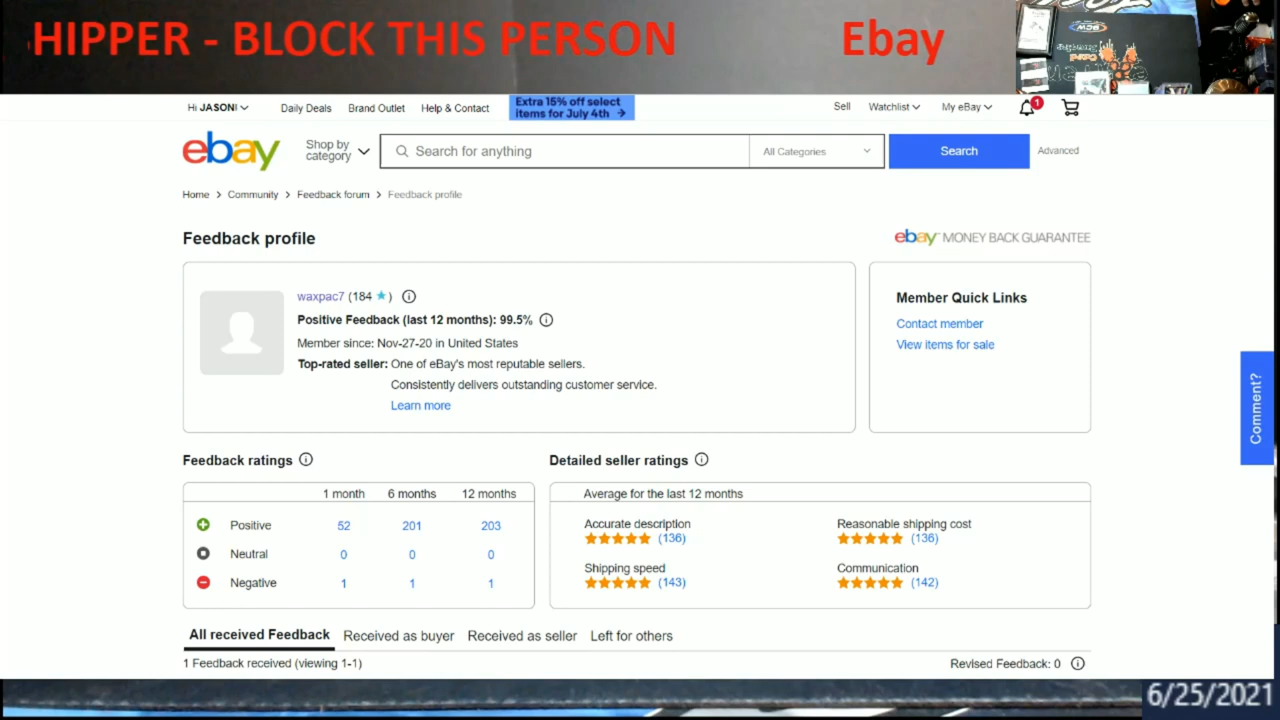 HIPPER - BLOCK THIS PERSON Ebay
Hi JASON! Daily Deals Brand Outlet Help & Contact Extra 15% off select items for July 4th → Sell Watchlist My eBay 1
ebay Shop by category Search for anything All Categories Search Advanced
Home > Community > Feedback forum > Feedback profile
Feedback profile
ebay MONEY BACK GUARANTEE
waxpac7 (184 ★)
Positive Feedback (last 12 months): 99.5%
Member since: Nov-27-20 in United States
Top-rated seller: One of eBay's most reputable sellers.
Consistently delivers outstanding customer service.
Learn more
Member Quick Links
Contact member
View items for sale
Comment?
Feedback ratings
1 month 6 months 12 months
Positive 52 201 203
Neutral 0 0 0
Negative 1 1 1
Detailed seller ratings
Average for the last 12 months
Accurate description Reasonable shipping cost
(136) (136)
Shipping speed Communication
(143) (142)
All received Feedback Received as buyer Received as seller Left for others
1 Feedback received (viewing 1-1) Revised Feedback: 0
6/25/2021